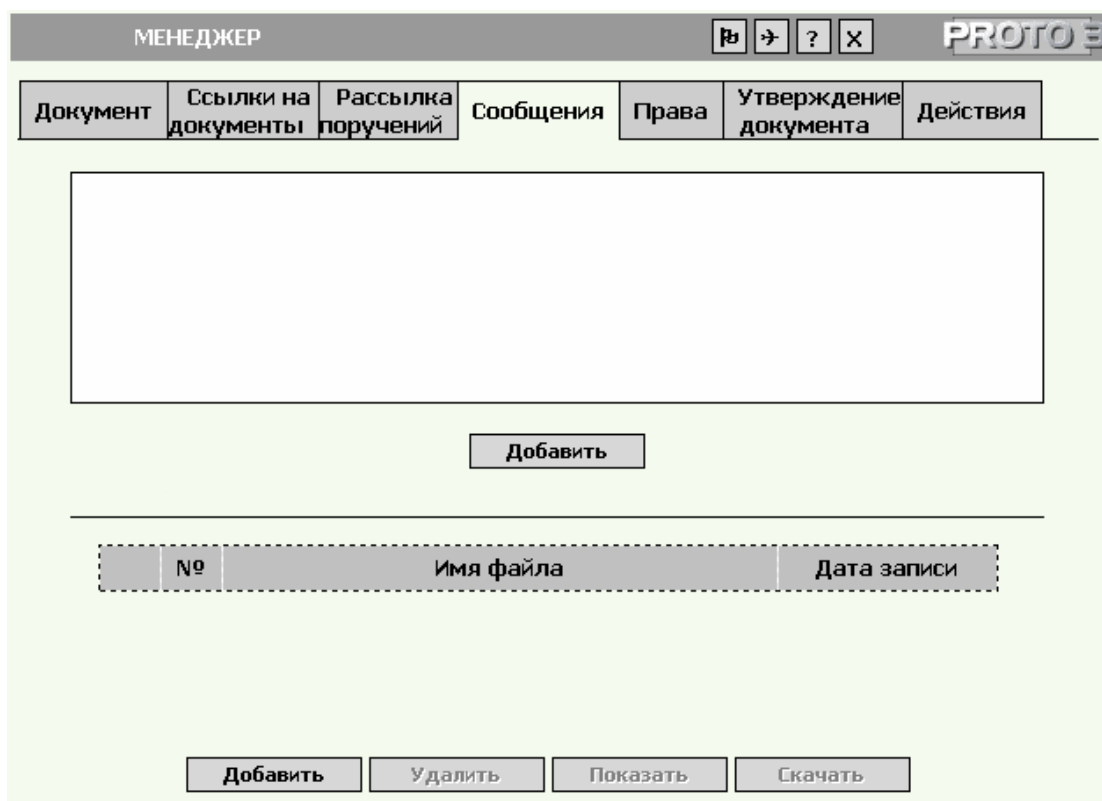 МЕНЕДЖЕР
? X
PROTO 3
Документ
Ссылки на
документы
Рассылка
поручений
Сообщения
Права
Утверждение
документа
Действия
Добавить
№ Имя файла Дата записи
Добавить Удалить Показать Скачать